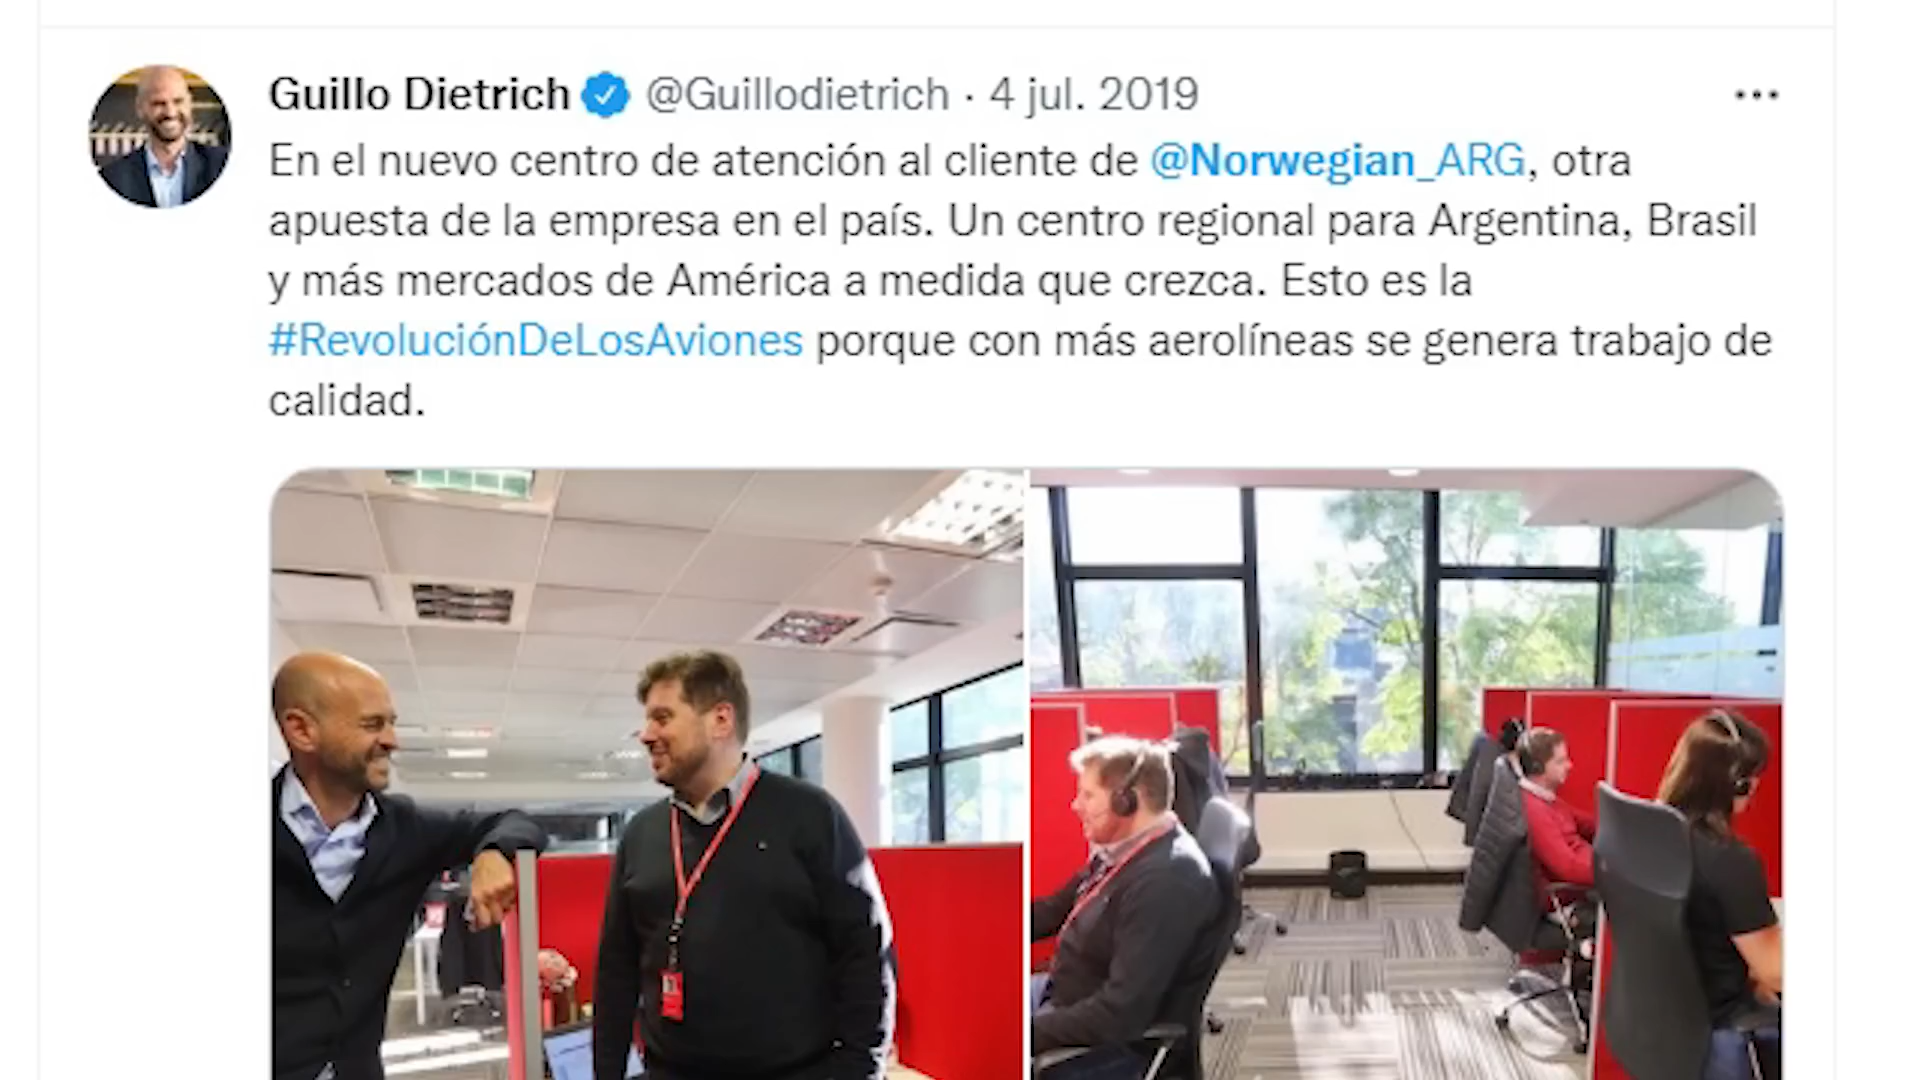 Guillo Dietrich @Guillodietrich · 4 jul. 2019
En el nuevo centro de atención al cliente de @Norwegian_ARG, otra
apuesta de la empresa en el país. Un centro regional para Argentina, Brasil
y más mercados de América a medida que crezca. Esto es la
#RevoluciónDeLosAviones porque con más aerolíneas se genera trabajo de
calidad.